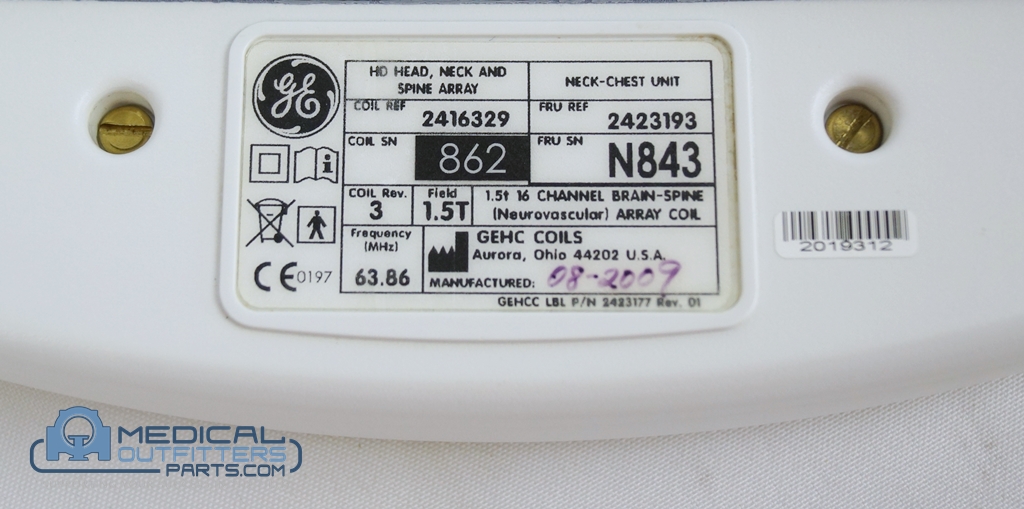 GE
HD HEAD, NECK AND
SPINE ARRAY
NECK-CHEST UNIT
COIL REF
2416329
FRU REF
2423193
COIL SN
862
FRU SN
N843
COIL Rev.
3
Field
1.5T
1.5t 16 CHANNEL BRAIN-SPINE
(Neurovascular) ARRAY COIL
Frequency
(MHz)
63.86
GEHC COILS
Aurora, Ohio 44202 U.S.A.
MANUFACTURED: 08-2009
CE 0197
GEHCC LBL P/N 2423177 Rev. 01
2019312
MEDICAL
OUTFITTERS
PARTS.COM